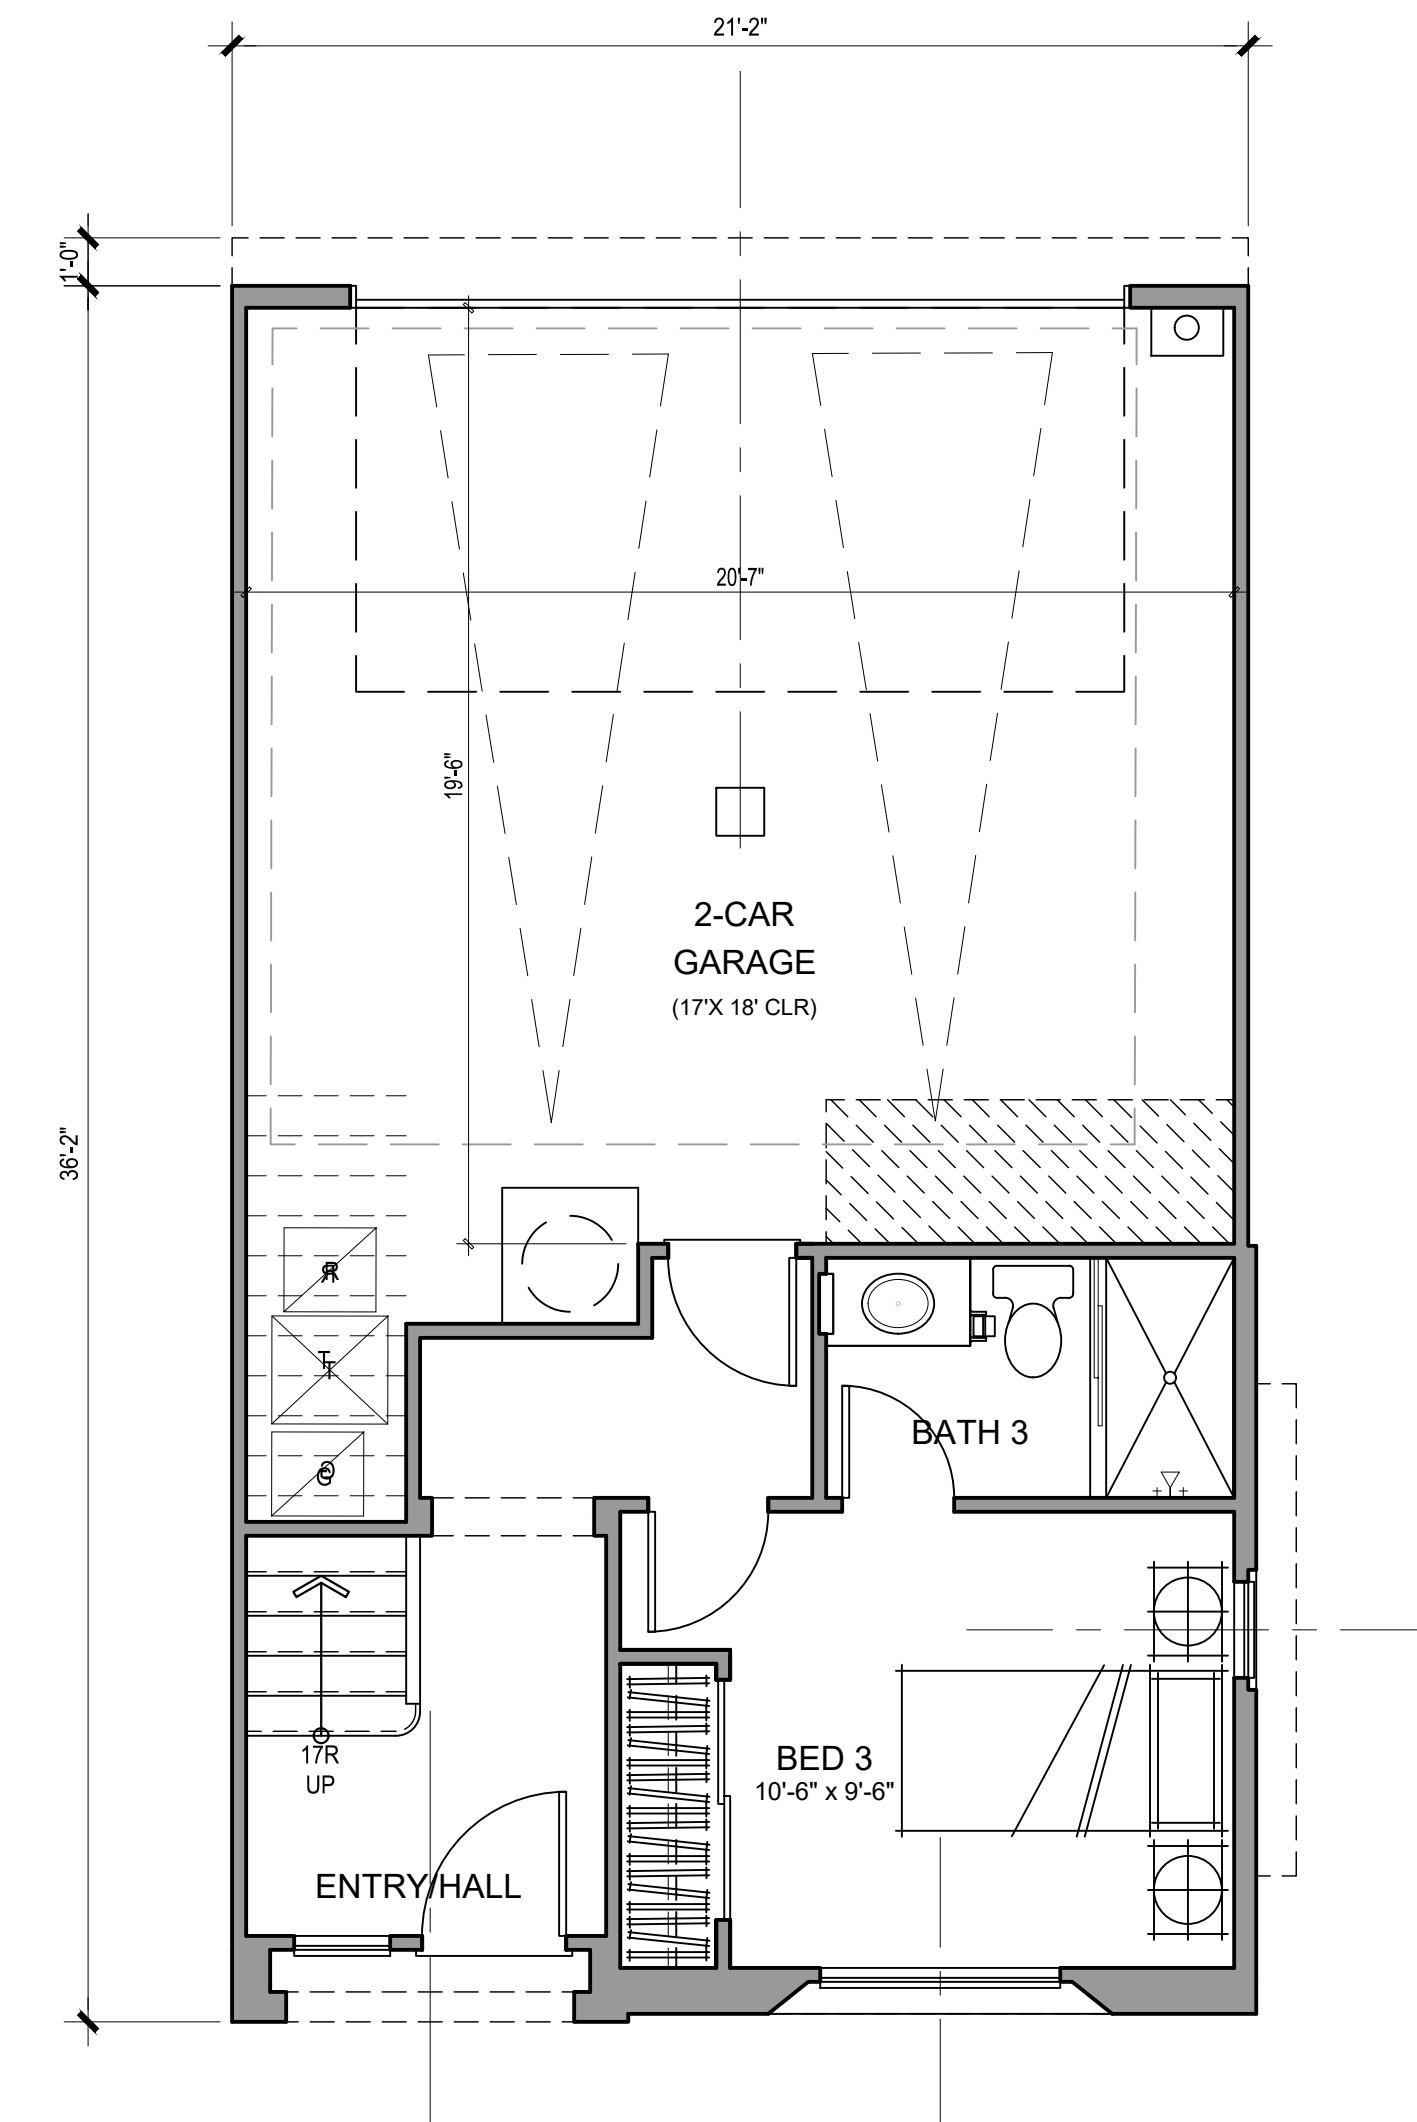 21'-2"
1'-0"
20'-7"
19'-6"
2-CAR
GARAGE
(17'X 18' CLR)
36'-2"
R
T
T
G
BATH 3
17R
UP
BED 3
10'-6" x 9'-6"
ENTRY/HALL